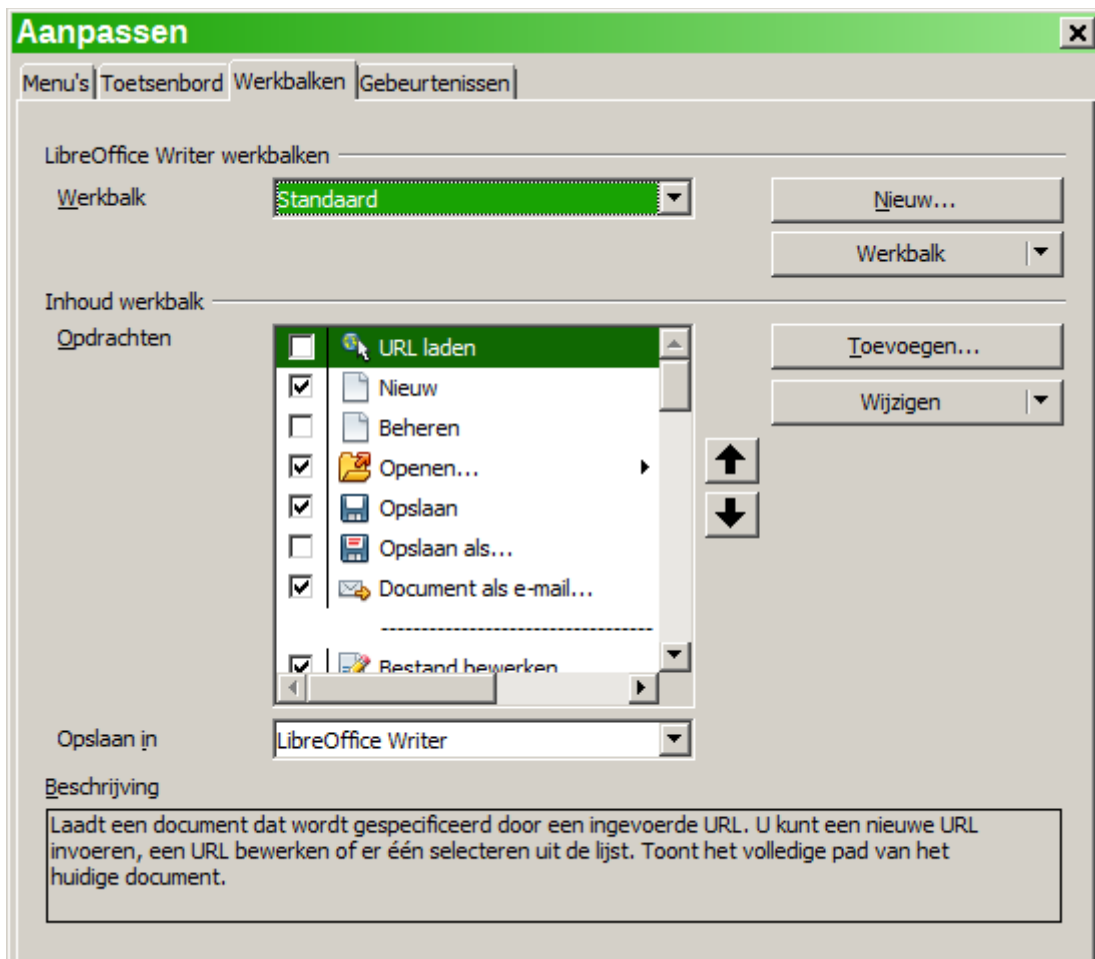 Aanpassen
Menu's Toetsenbord Werkbalken Gebeurtenissen
LibreOffice Writer werkbalken
Werkbalk Standaard Nieuw...
Werkbalk
Inhoud werkbalk
Opdrachten URL laden Toevoegen...
Nieuw Wijzigen
Beheren
Openen...
Opslaan
Opslaan als...
Document als e-mail...
Bestand bewerken
Opslaan in LibreOffice Writer
Beschrijving
Laadt een document dat wordt gespecificeerd door een ingevoerde URL. U kunt een nieuwe URL
invoeren, een URL bewerken of er één selecteren uit de lijst. Toont het volledige pad van het
huidige document.